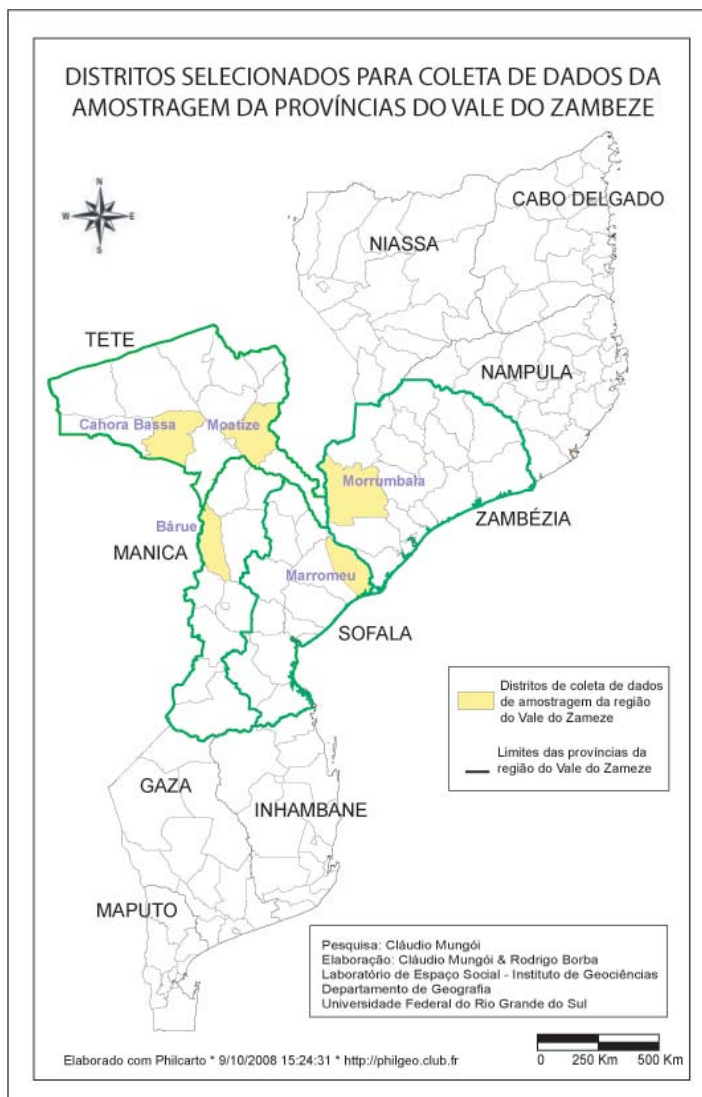 DISTRITOS SELECIONADOS PARA COLETA DE DADOS DA
AMOSTRAGEM DA PROVÍNCIAS DO VALE DO ZAMBEZE
N
W
E
S
CABO DELGADO
NIASSA
TETE
NAMPULA
Cahora Bassa
Moatize
Morrumbala
ZAMBÉZIA
Bárue
MANICA
Marromeu
SOFALA
Distritos de coleta de dados
de amostragem da região
do Vale do Zameze
Limites das províncias da
região do Vale do Zameze
GAZA
INHAMBANE
MAPUTO
Pesquisa: Cláudio Mungói
Elaboração: Cláudio Mungói & Rodrigo Borba
Laboratório de Espaço Social - Instituto de Geociências
Departamento de Geografia
Universidade Federal do Rio Grande do Sul
0 250 Km 500 Km
Elaborado com Philcarto * 9/10/2008 15:24:31 * http://philgeo.club.fr